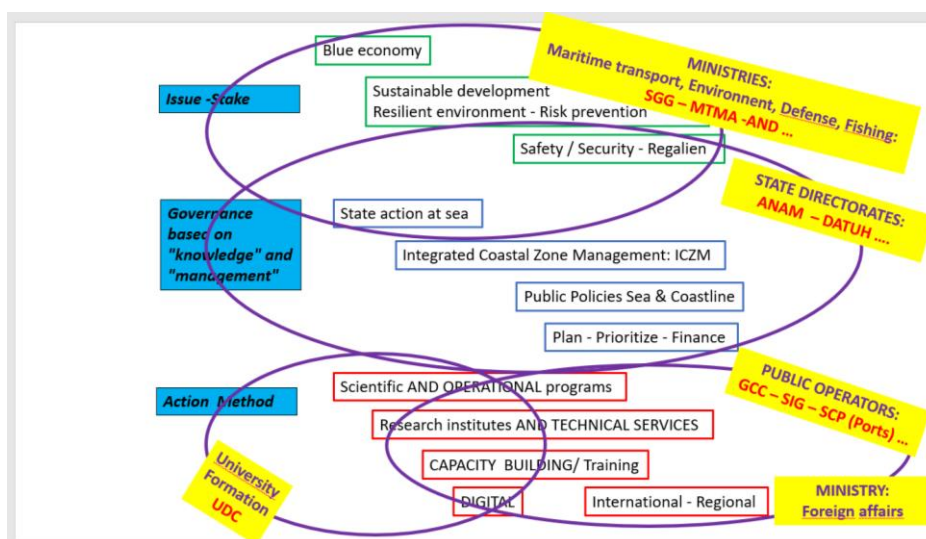 Blue economy
MINISTRIES:
Maritime transport, Environment, Defense, Fishing:
SGG – MTMA -AND ...
Issue -Stake
Sustainable development
Resilient environment - Risk prevention
Safety / Security - Regalien
STATE DIRECTORATES:
ANAM – DATUH ....
Governance
based on
"knowledge" and
"management"
State action at sea
Integrated Coastal Zone Management: ICZM
Public Policies Sea & Coastline
Plan - Prioritize - Finance
PUBLIC OPERATORS:
GCC – SIG – SCP (Ports) ...
Action Method
Scientific AND OPERATIONAL programs
Research institutes AND TECHNICAL SERVICES
CAPACITY BUILDING/ Training
University
Formation
UDC
DIGITAL
International - Regional
MINISTRY:
Foreign affairs